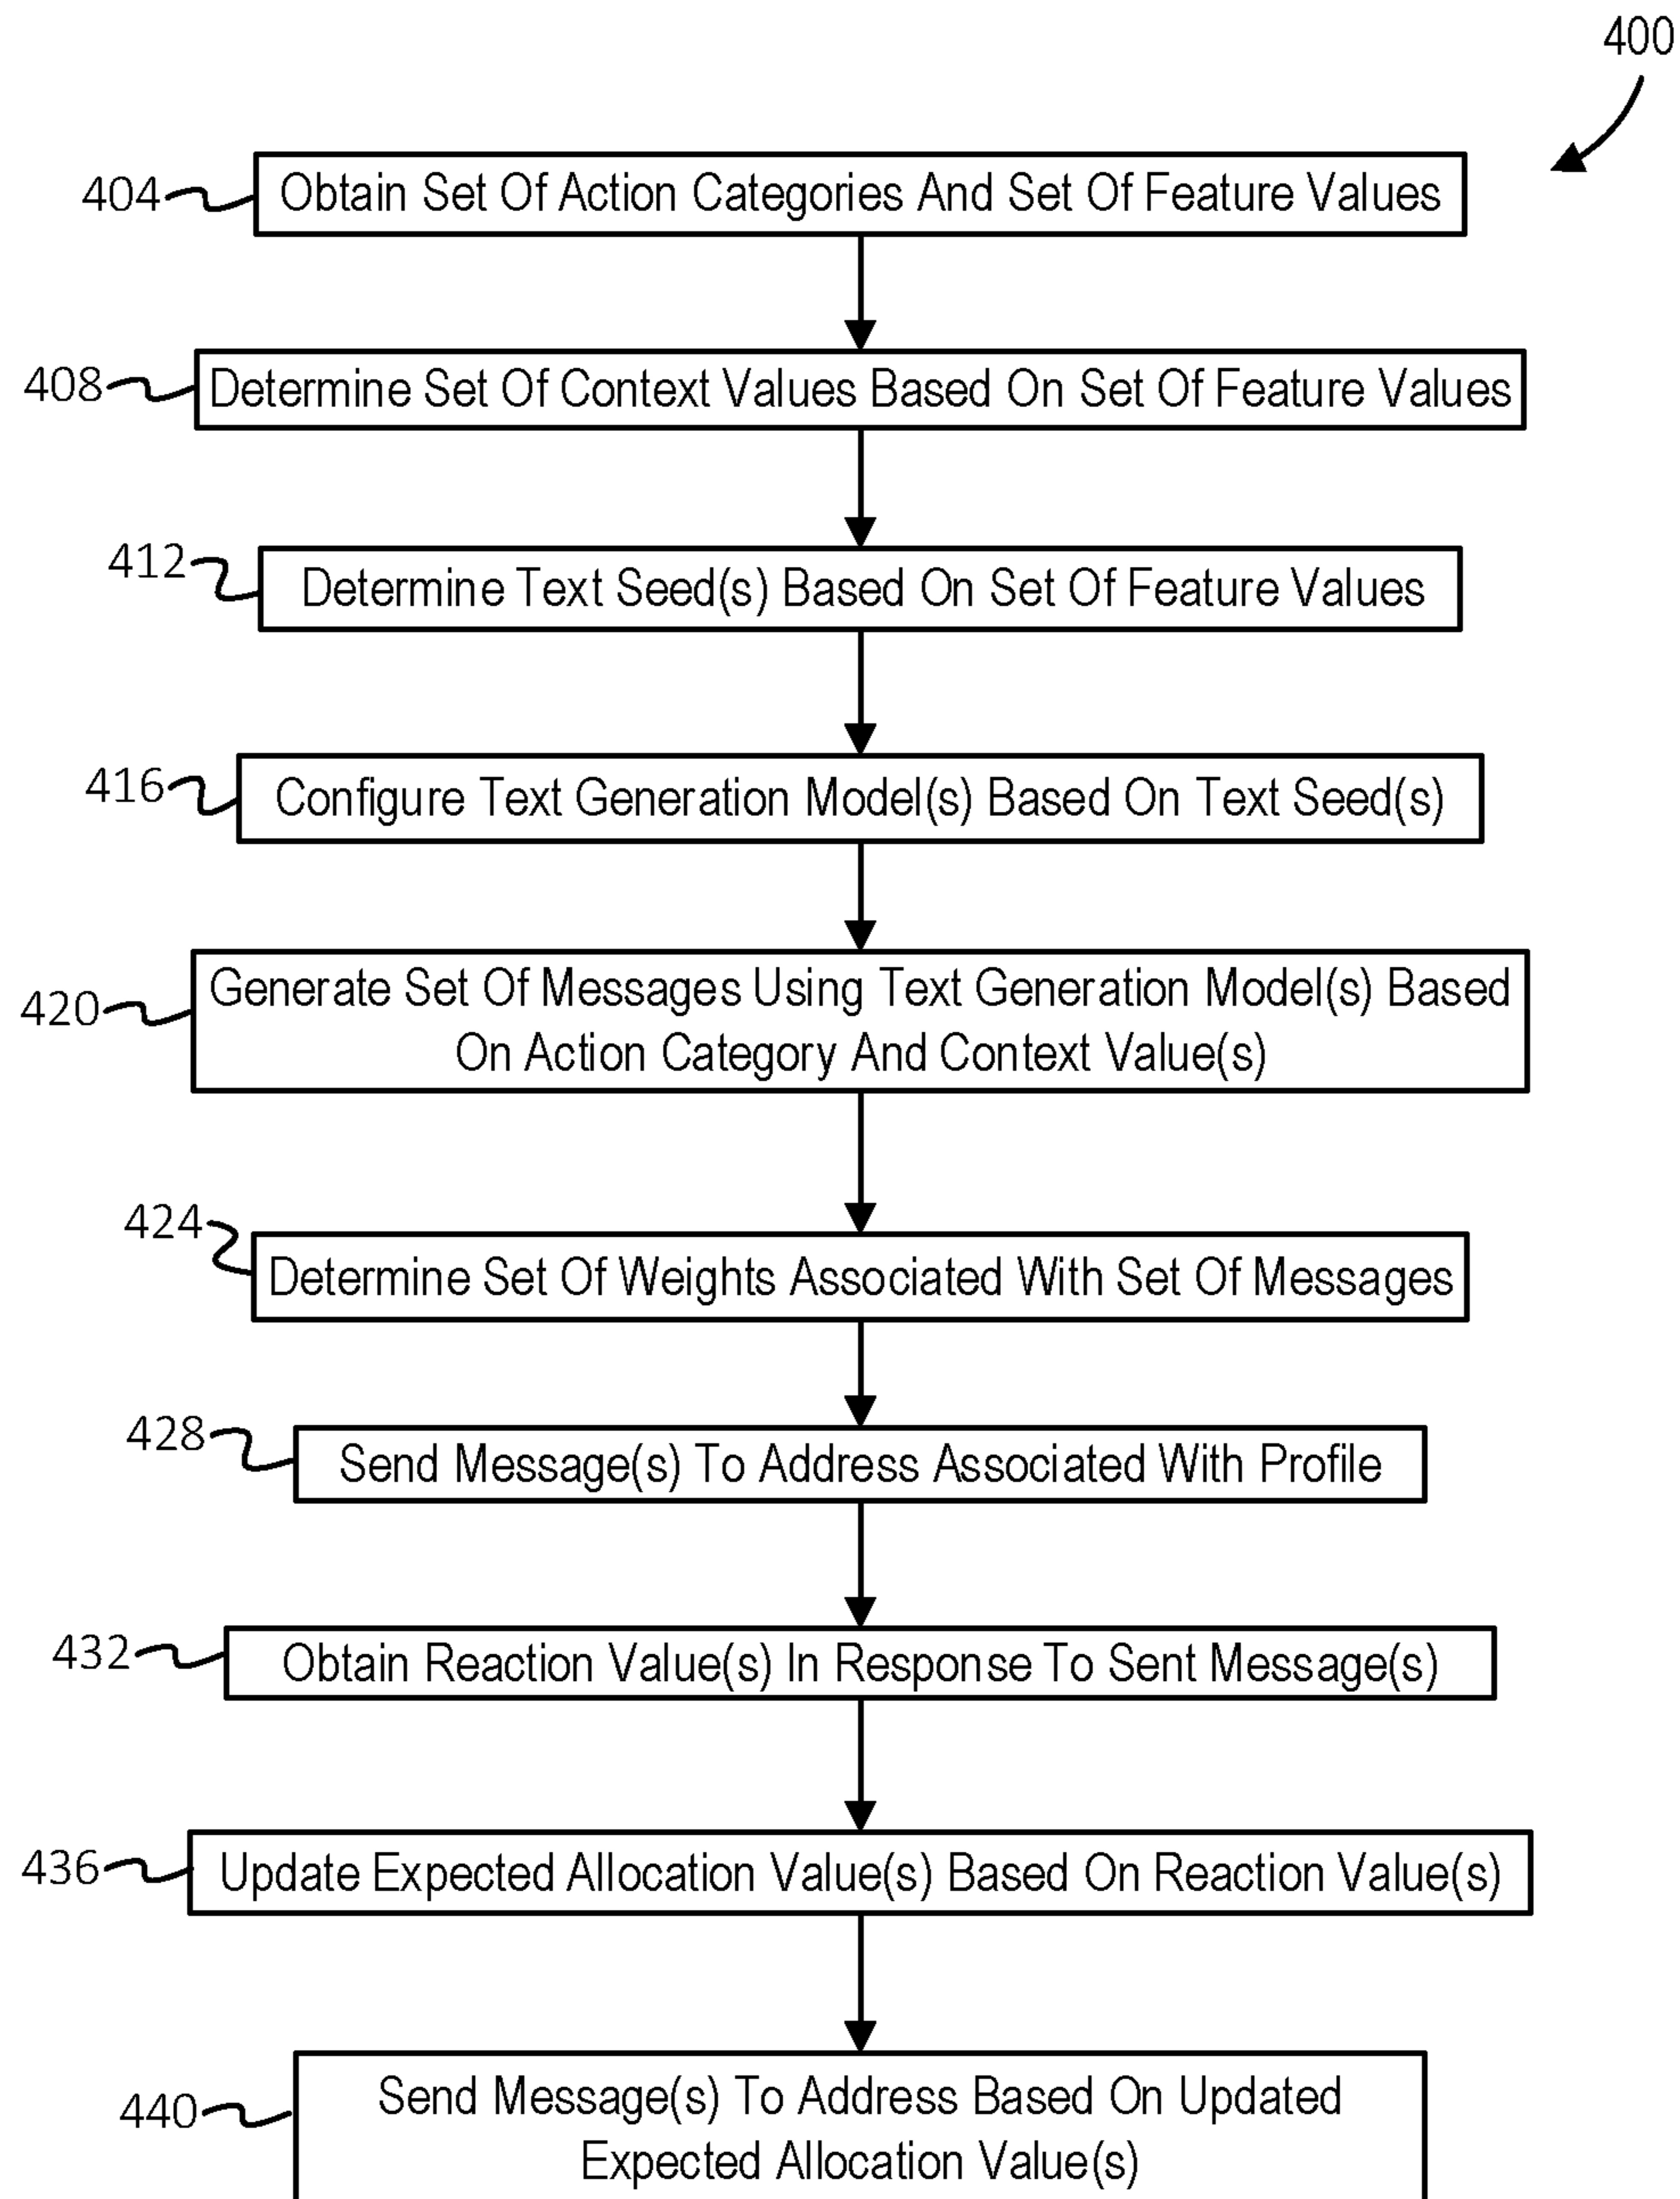 400
404
Obtain Set Of Action Categories And Set Of Feature Values
408
Determine Set Of Context Values Based On Set Of Feature Values
412
Determine Text Seed(s) Based On Set Of Feature Values
416
Configure Text Generation Model(s) Based On Text Seed(s)
420
Generate Set Of Messages Using Text Generation Model(s) Based
On Action Category And Context Value(s)
424
Determine Set Of Weights Associated With Set Of Messages
428
Send Message(s) To Address Associated With Profile
432
Obtain Reaction Value(s) In Response To Sent Message(s)
436
Update Expected Allocation Value(s) Based On Reaction Value(s)
440
Send Message(s) To Address Based On Updated
Expected Allocation Value(s)